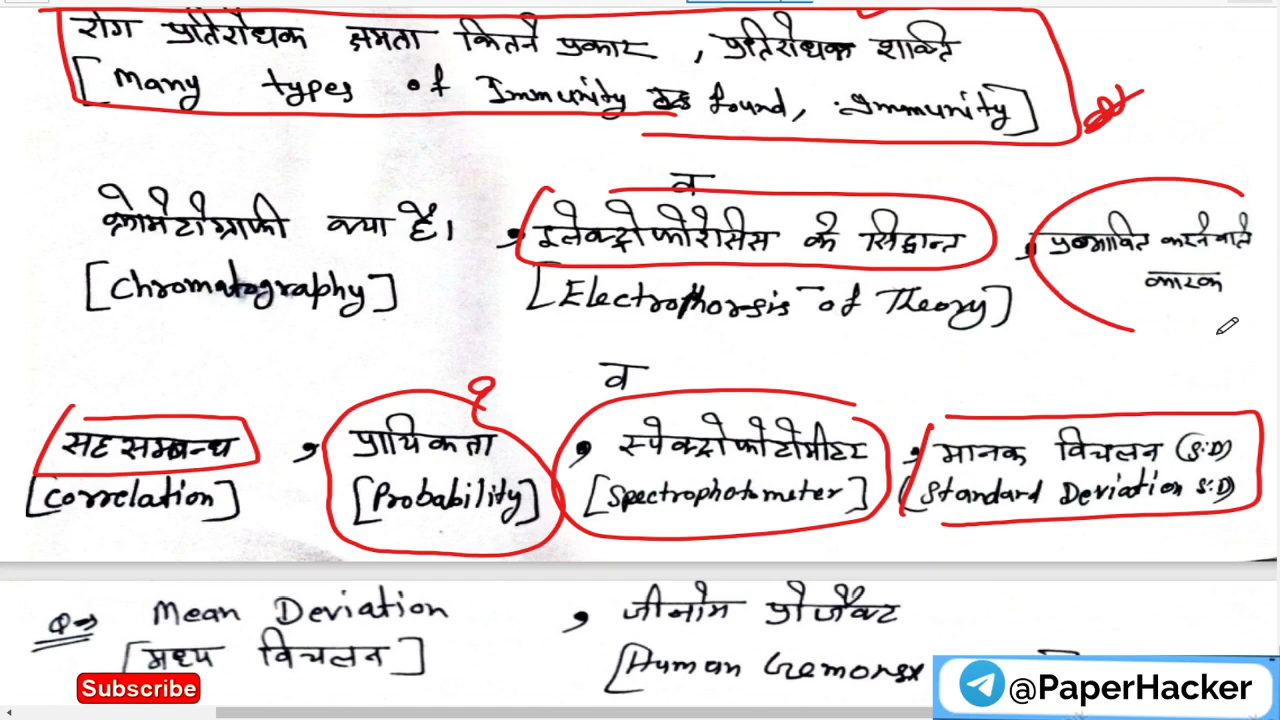 रोग प्रतिरोधक क्षमता कितने प्रकार , प्रतिरोधक शक्ति
[Many types of Immunity found, Immunity]
व
क्रोमेटोग्राफी क्या है। , इलेक्ट्रोफोरेसिस के सिद्धान्त , प्रभावित करने वाले
कारक
[Chromatography] [Electrophorsis of Theory]
व
सहसम्बन्ध , प्रायिकता , स्पेक्ट्रोफोटोमीटर , मानक विचलन (S.D)
[Correlation] [Probability] [Spectrophotometer] (Standard Deviation S.D)
Q⇒ Mean Deviation , जीनोम प्रोजेक्ट
[मध्य विचलन] [Human
Subscribe
@PaperHacker